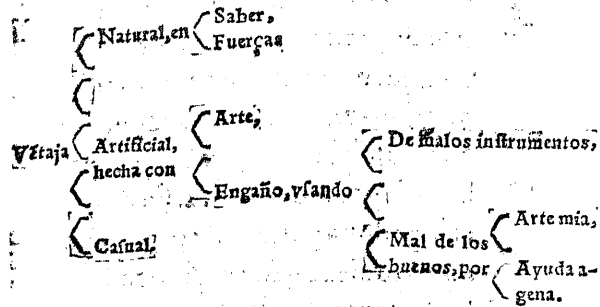 Saber,
Natural, en
Fuerças
Arte,
Vẽtaja
Artificial,
hecha con
De malos inſtrumentos,
Engaño, vſando
Arte mia,
Caſual.
Mal de los
buenos, por
Ayuda a-
gena.